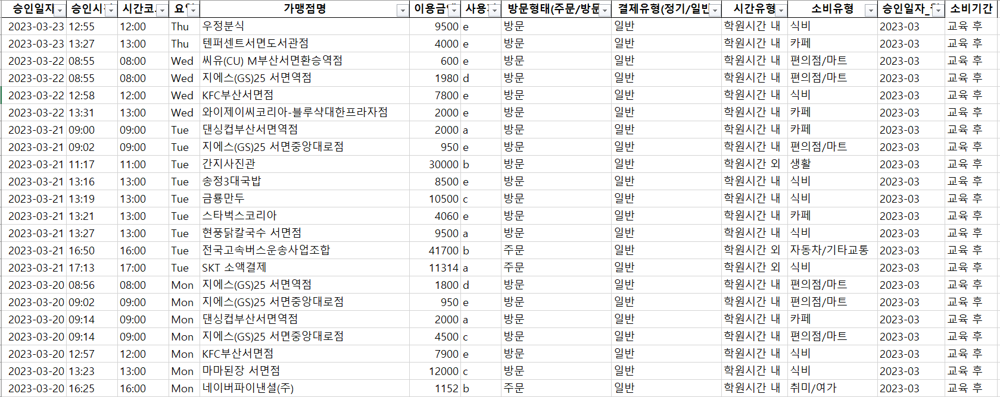 승인일자 승인시 시간코 요일 가맹점명 이용금액 사용 방문형태(주문/방문 결제유형(정기/일반 시간유형 소비유형 승인일자_ 소비기간
2023-03-23 12:55 12:00 Thu 우정분식 9500 e 방문 일반 학원시간 내 식비 2023-03 교육 후
2023-03-23 13:27 13:00 Thu 텐퍼센트서면도서관점 4000 e 방문 일반 학원시간 내 카페 2023-03 교육 후
2023-03-22 08:55 08:00 Wed 씨유(CU) M부산서면환승역점 600 e 방문 일반 학원시간 내 편의점/마트 2023-03 교육 후
2023-03-22 08:55 08:00 Wed 지에스(GS)25 서면역점 1980 d 방문 일반 학원시간 내 편의점/마트 2023-03 교육 후
2023-03-22 12:58 12:00 Wed KFC부산서면점 7800 e 방문 일반 학원시간 내 식비 2023-03 교육 후
2023-03-22 13:31 13:00 Wed 와이제이씨코리아-블루샥대한프라자점 2000 e 방문 일반 학원시간 내 카페 2023-03 교육 후
2023-03-21 09:00 09:00 Tue 댄싱컵부산서면역점 2000 a 방문 일반 학원시간 내 카페 2023-03 교육 후
2023-03-21 09:02 09:00 Tue 지에스(GS)25 서면중앙대로점 950 e 방문 일반 학원시간 내 편의점/마트 2023-03 교육 후
2023-03-21 11:17 11:00 Tue 간지사진관 30000 b 방문 일반 학원시간 외 생활 2023-03 교육 후
2023-03-21 13:16 13:00 Tue 송정3대국밥 8500 e 방문 일반 학원시간 내 식비 2023-03 교육 후
2023-03-21 13:19 13:00 Tue 금룡만두 10500 c 방문 일반 학원시간 내 식비 2023-03 교육 후
2023-03-21 13:21 13:00 Tue 스타벅스코리아 4060 e 방문 일반 학원시간 내 카페 2023-03 교육 후
2023-03-21 13:27 13:00 Tue 현풍닭칼국수 서면점 9500 a 방문 일반 학원시간 내 식비 2023-03 교육 후
2023-03-21 16:50 16:00 Tue 전국고속버스운송사업조합 41700 b 주문 일반 학원시간 외 자동차/기타교통 2023-03 교육 후
2023-03-21 17:13 17:00 Tue SKT 소액결제 11314 a 주문 일반 학원시간 외 식비 2023-03 교육 후
2023-03-20 08:56 08:00 Mon 지에스(GS)25 서면역점 1800 d 방문 일반 학원시간 내 편의점/마트 2023-03 교육 후
2023-03-20 09:02 09:00 Mon 지에스(GS)25 서면중앙대로점 950 e 방문 일반 학원시간 내 편의점/마트 2023-03 교육 후
2023-03-20 09:14 09:00 Mon 댄싱컵부산서면역점 2000 a 방문 일반 학원시간 내 카페 2023-03 교육 후
2023-03-20 09:14 09:00 Mon 지에스(GS)25 서면중앙대로점 4500 c 방문 일반 학원시간 내 편의점/마트 2023-03 교육 후
2023-03-20 12:57 12:00 Mon KFC부산서면점 7900 e 방문 일반 학원시간 내 식비 2023-03 교육 후
2023-03-20 13:23 13:00 Mon 마마된장 서면점 12000 c 방문 일반 학원시간 내 식비 2023-03 교육 후
2023-03-20 16:25 16:00 Mon 네이버파이낸셜(주) 1152 b 주문 일반 학원시간 내 취미/여가 2023-03 교육 후